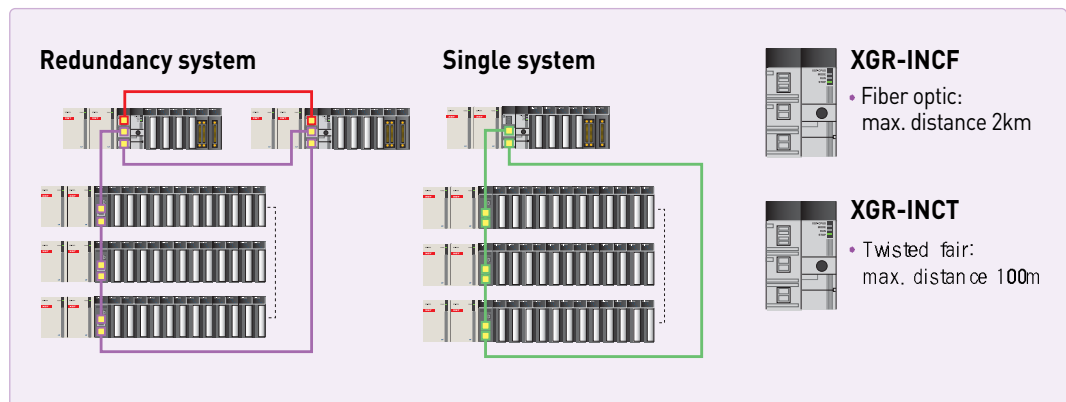 Redundancy system
Single system
XGR-INCF
• Fiber optic:
max. distance 2km
XGR-INCT
• Twisted fair:
max. distance 100m